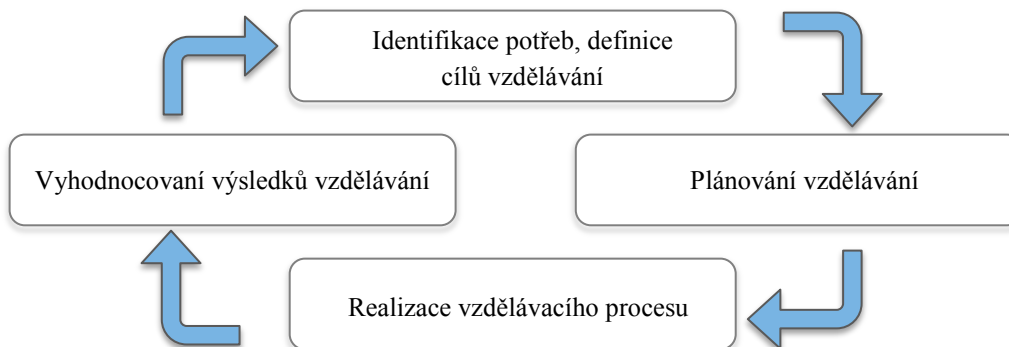 Identifikace potřeb, definice
cílů vzdělávání
Vyhodnocovaní výsledků vzdělávání
Plánování vzdělávání
Realizace vzdělávacího procesu